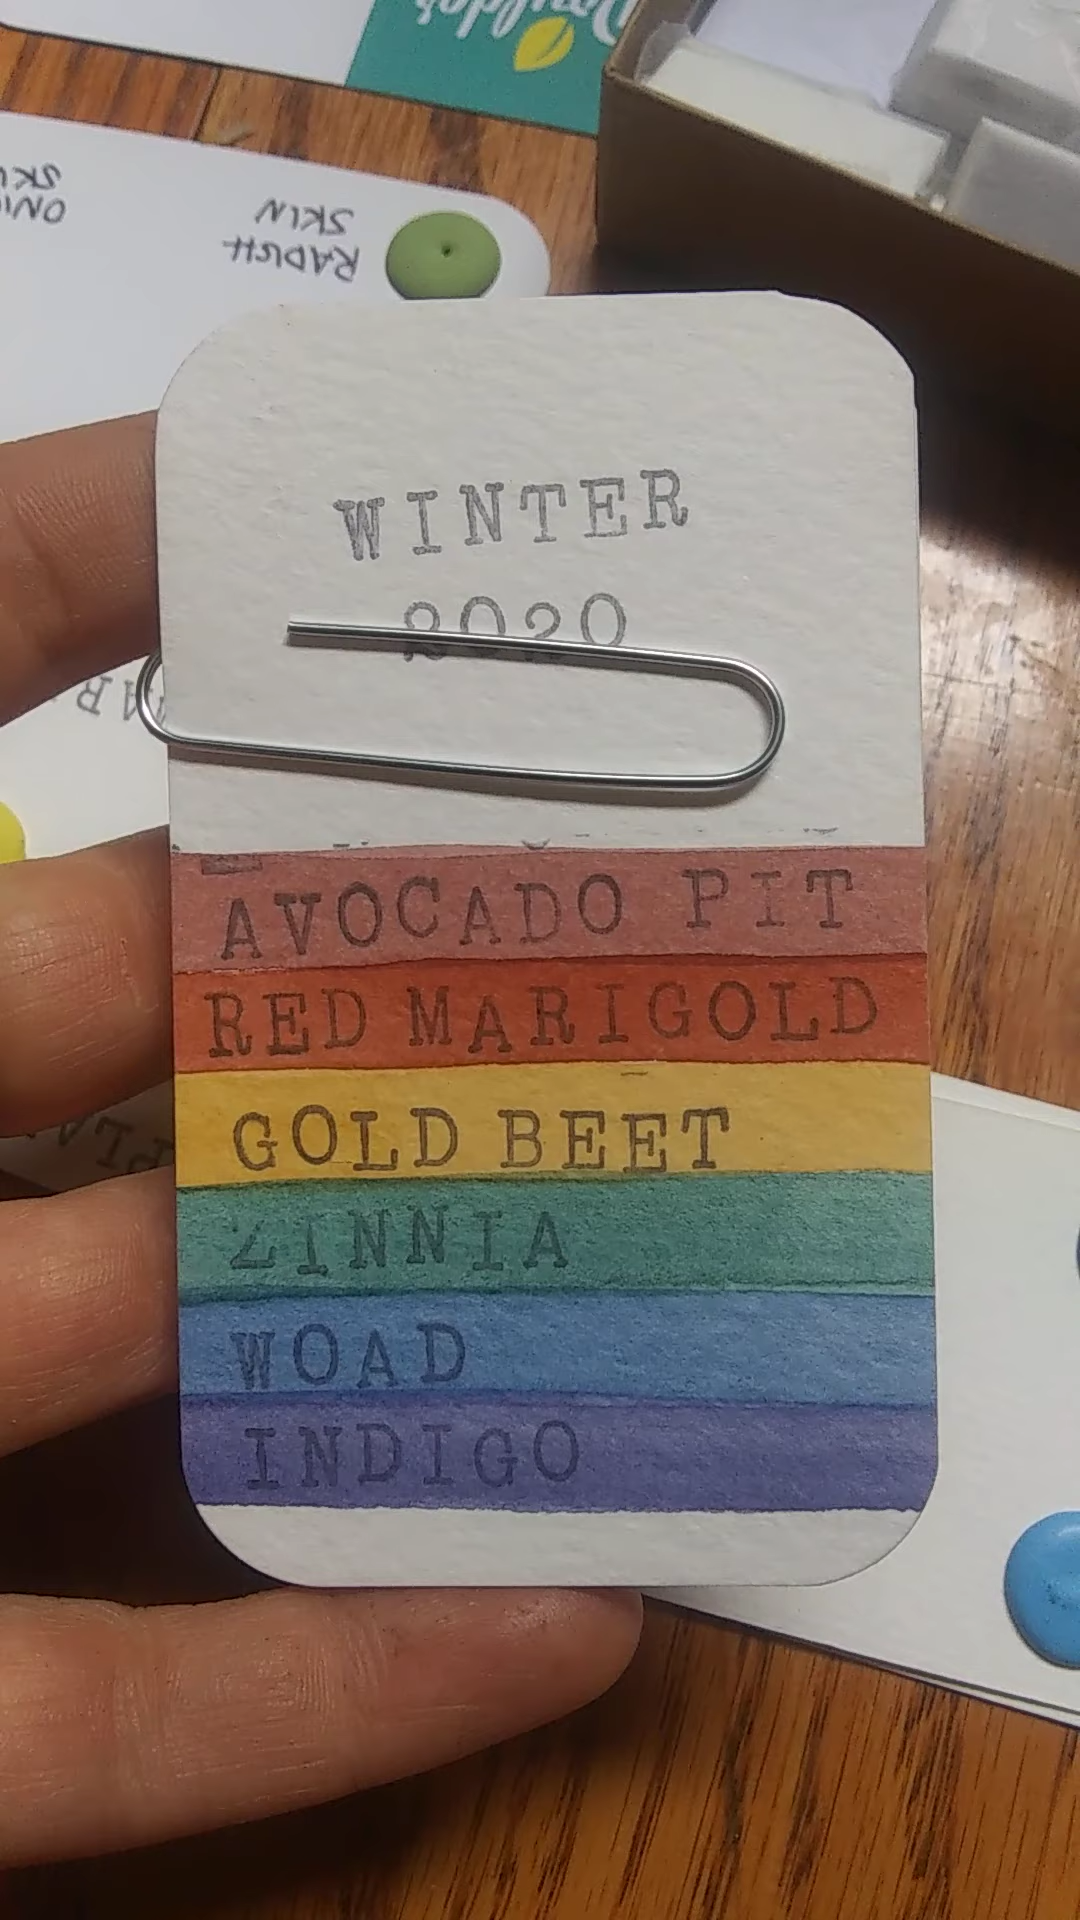 RADISH
SKIN
WINTER
2020
AVOCADO PIT
RED MARIGOLD
GOLD BEET
ZINNIA
WOAD
INDIGO